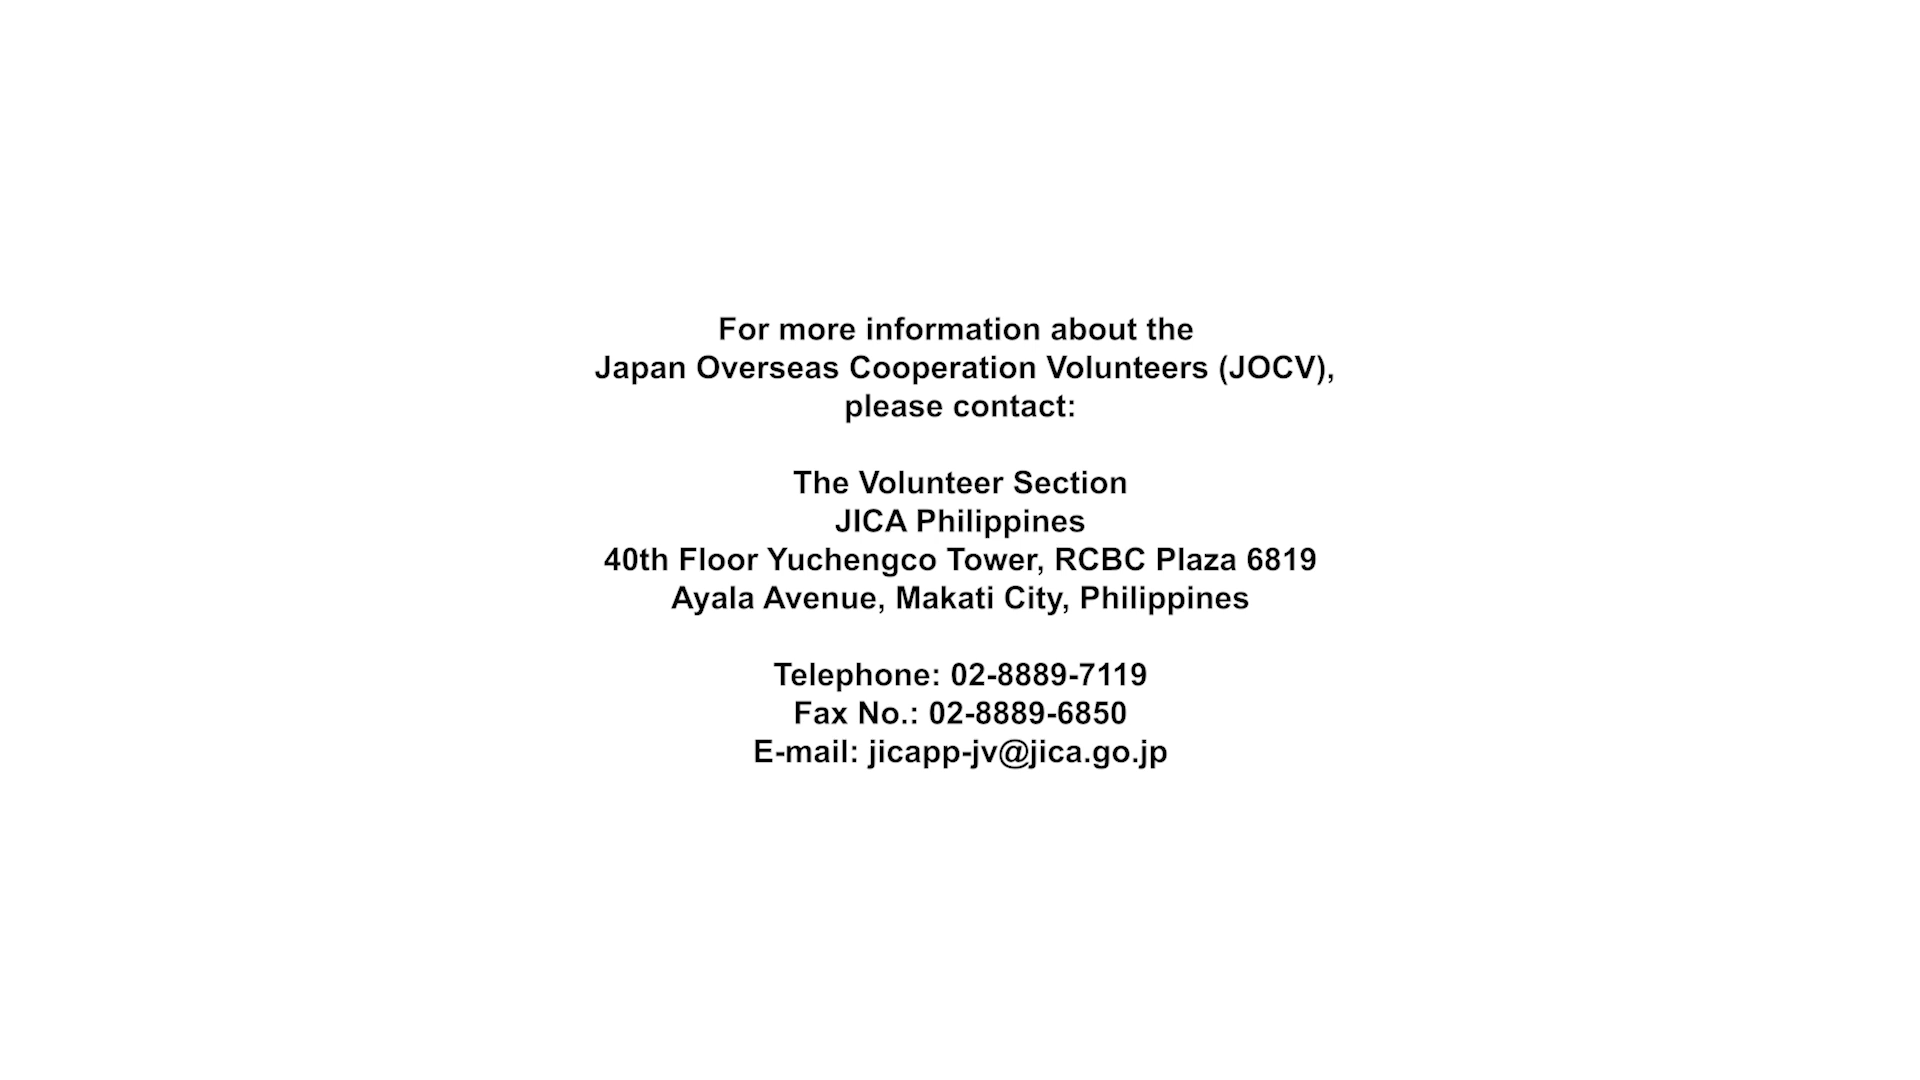 For more information about the
Japan Overseas Cooperation Volunteers (JOCV),
please contact:
The Volunteer Section
JICA Philippines
40th Floor Yuchengco Tower, RCBC Plaza 6819
Ayala Avenue, Makati City, Philippines
Telephone: 02-8889-7119
Fax No.: 02-8889-6850
E-mail: jicapp-jv@jica.go.jp